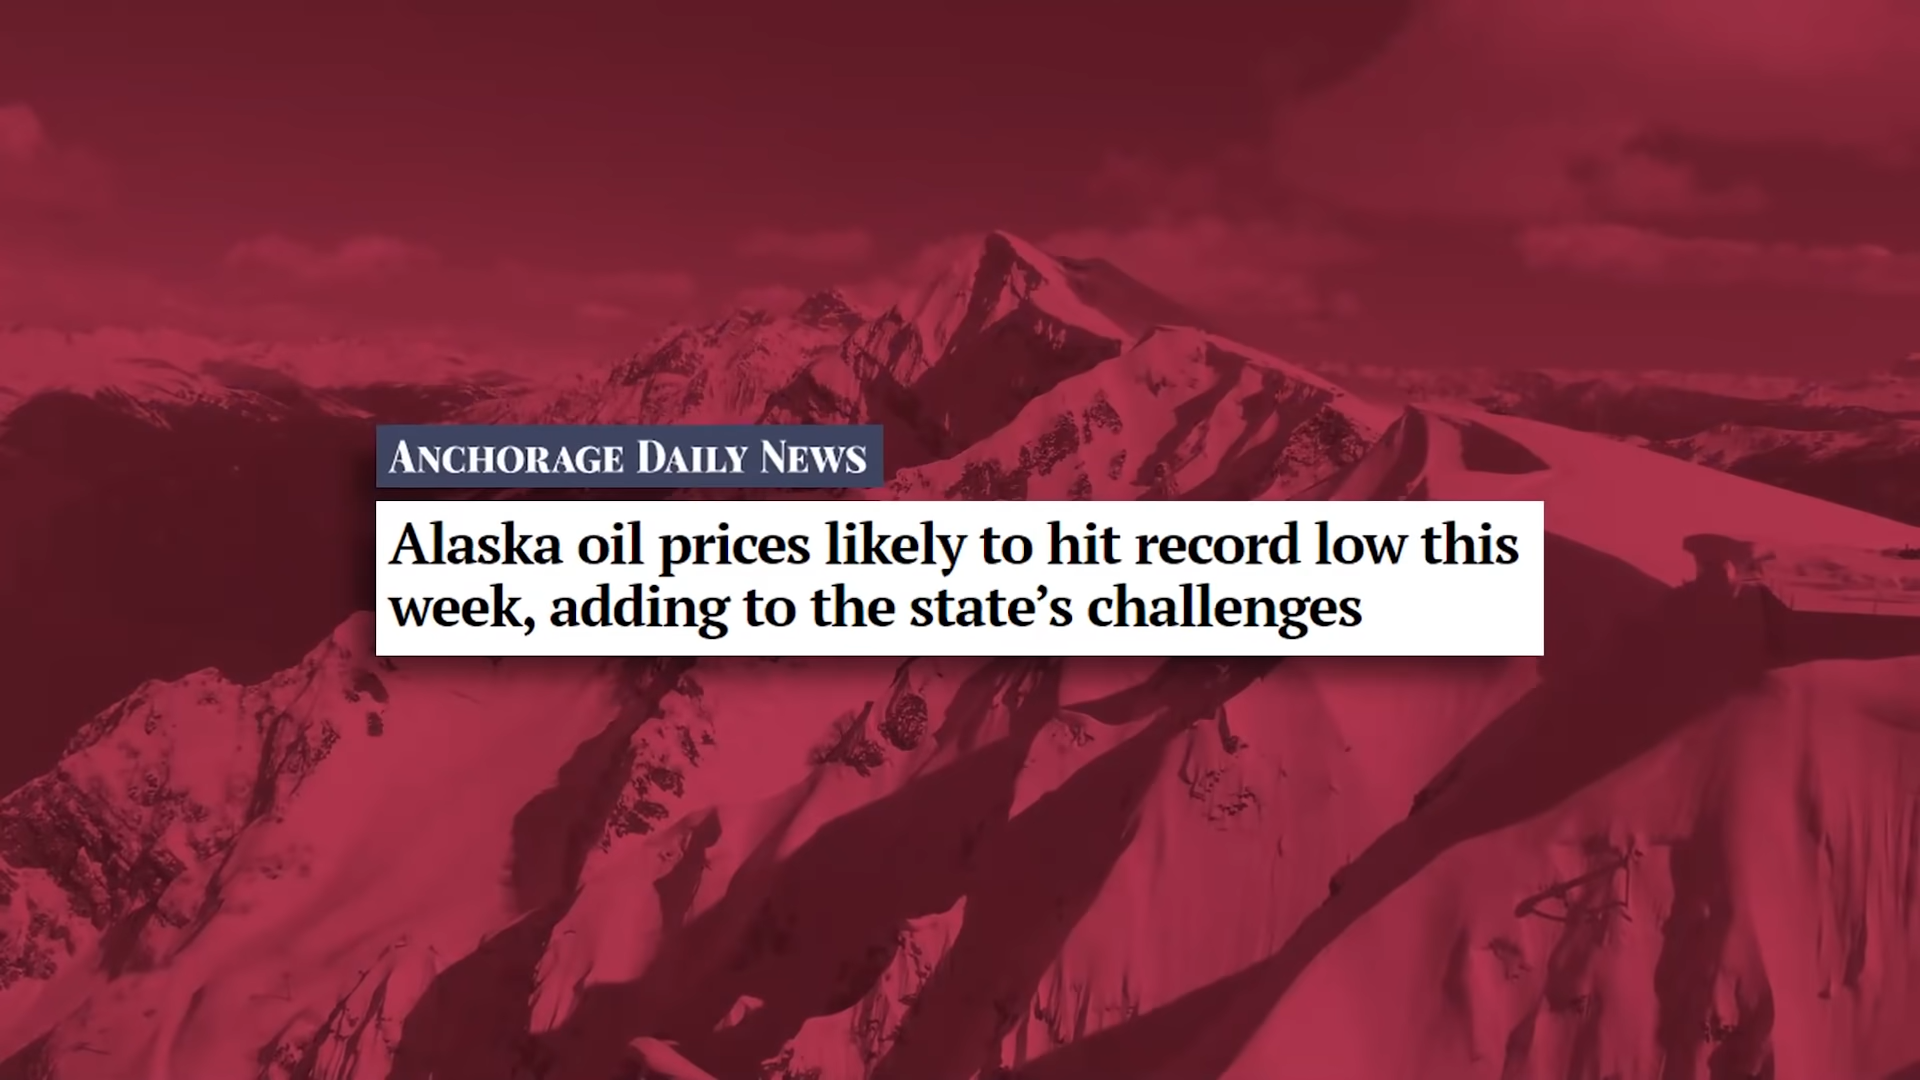 Anchorage Daily News
Alaska oil prices likely to hit record low this
week, adding to the state’s challenges